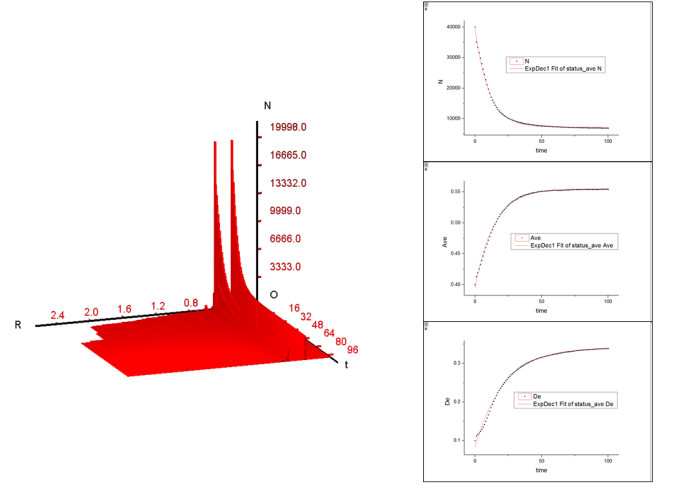 N
19998.0
16665.0
13332.0
9999.0
6666.0
3333.0
O
R
2.4
2.0
1.6
1.2
0.8
16
32
48
64
80
96
t
40000
30000
20000
10000
N
N
ExpDec1 Fit of status_ave N
0
50
100
time
0.55
0.50
0.45
0.40
Ave
Ave
ExpDec1 Fit of status_ave Ave
0
50
100
time
0.3
0.2
0.1
De
De
ExpDec1 Fit of status_ave De
0
50
100
time